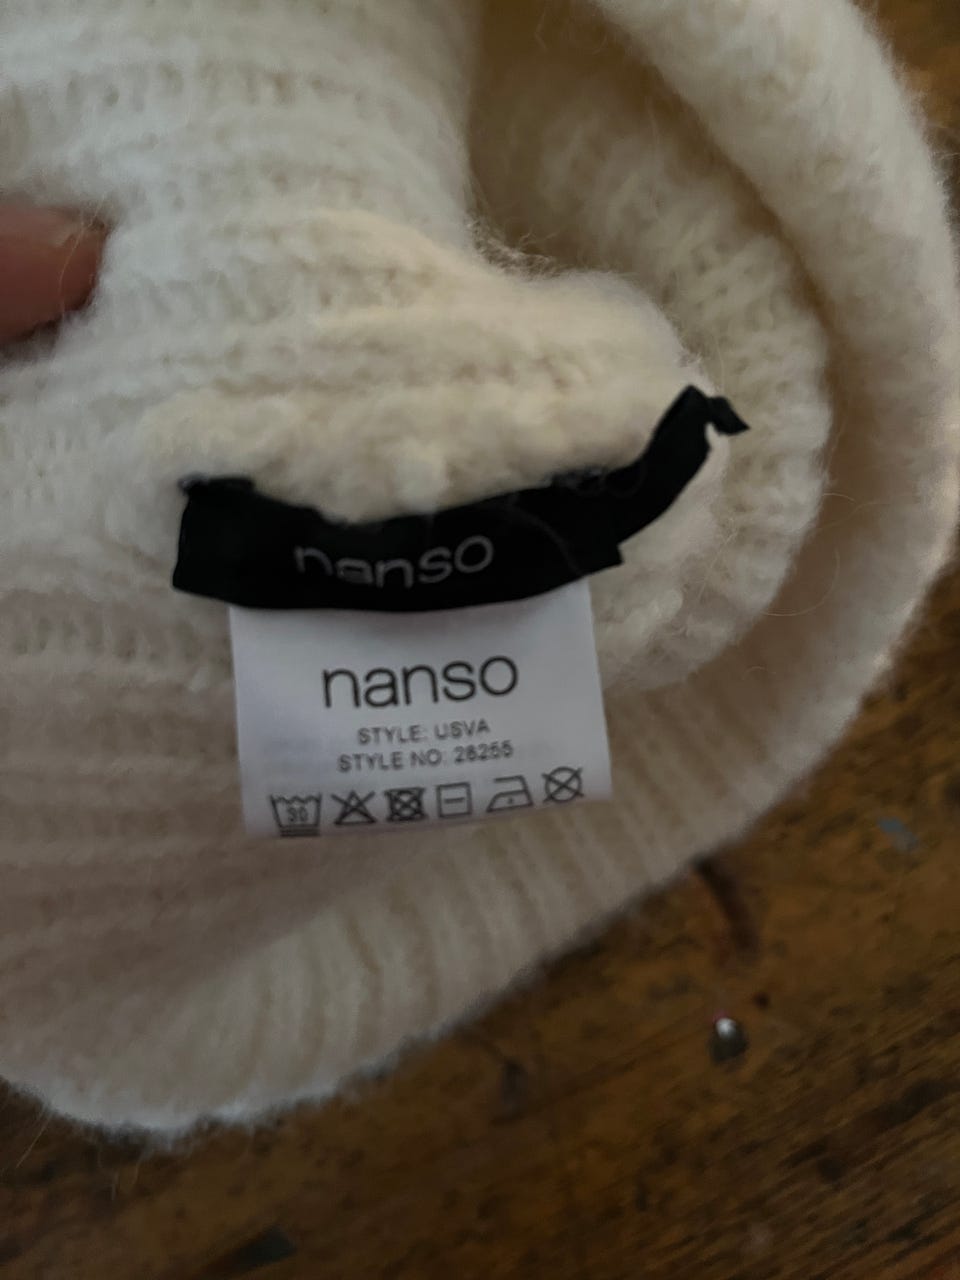 nanso
nanso
STYLE: USVA
STYLE NO: 28255
30